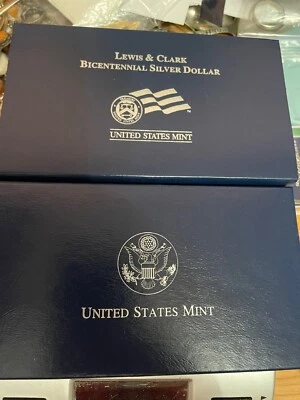 LEWIS & CLARK
BICENTENNIAL SILVER DOLLAR
UNITED STATES MINT
UNITED STATES MINT